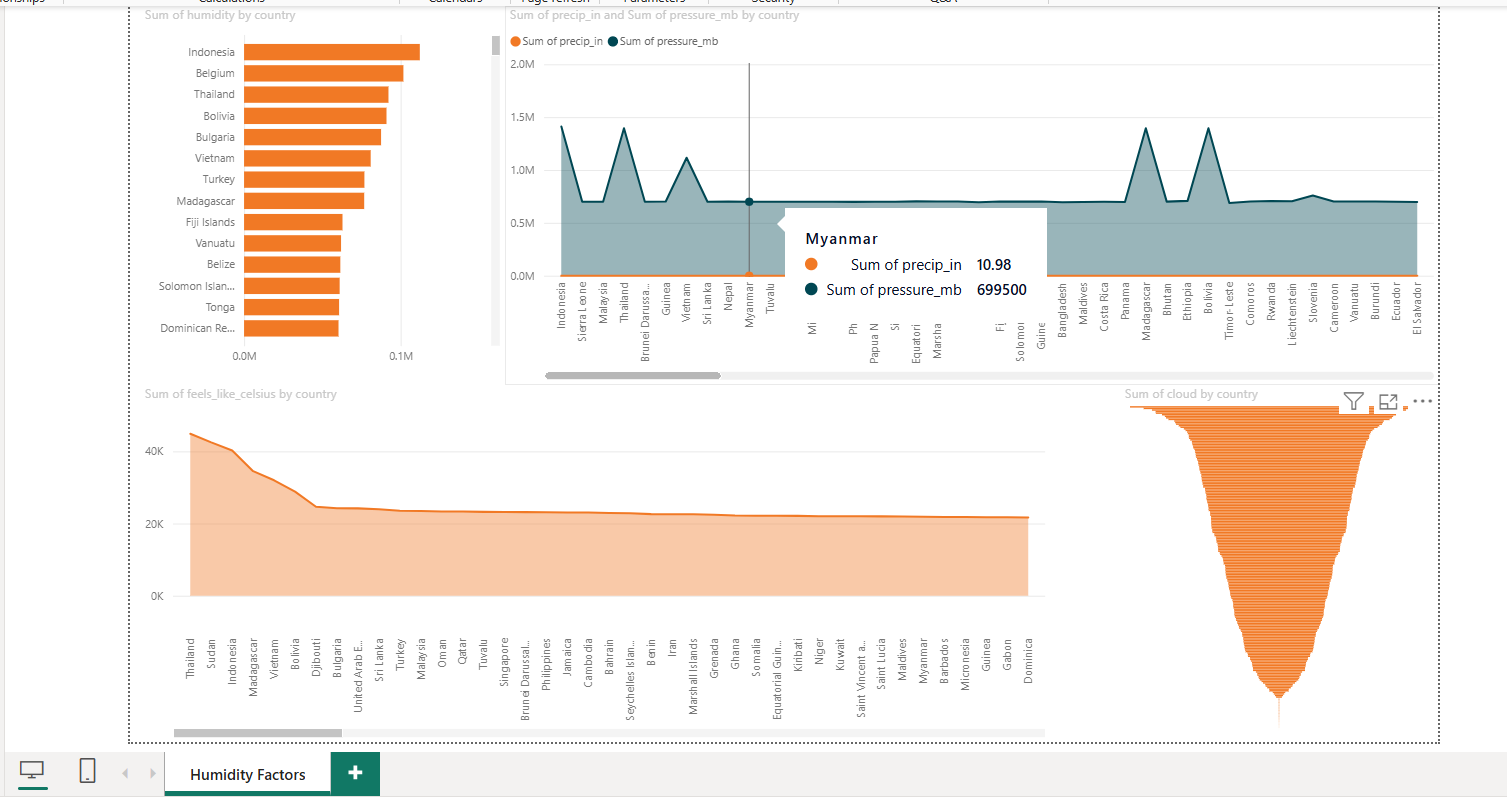 Sum of humidity by country
Indonesia
Belgium
Thailand
Bolivia
Bulgaria
Vietnam
Turkey
Madagascar
Fiji Islands
Vanuatu
Belize
Solomon Islan...
Tonga
Dominican Re...
0.0M
0.1M
Sum of precip_in and Sum of pressure_mb by country
Sum of precip_in
Sum of pressure_mb
2.0M
1.5M
1.0M
0.5M
0.0M
Myanmar
Sum of precip_in 10.98
Sum of pressure_mb 699500
Indonesia
Sierra Leone
Malaysia
Thailand
Brunei Darussa...
Guinea
Vietnam
Sri Lanka
Nepal
Myanmar
Tuvalu
Mi
Ph
Papua N
Si
Equatori
Marsha
Solomor
Guine
Bangladesh
Maldives
Costa Rica
Panama
Madagascar
Bhutan
Ethiopia
Bolivia
Timor-Leste
Comoros
Rwanda
Liechtenstein
Slovenia
Cameroon
Vanuatu
Burundi
Ecuador
El Salvador
Sum of feels_like_celsius by country
40K
20K
0K
Thailand
Sudan
Indonesia
Madagascar
Vietnam
Bolivia
Djibouti
Bulgaria
United Arab E...
Sri Lanka
Turkey
Malaysia
Oman
Qatar
Tuvalu
Singapore
Brunei Darussal...
Philippines
Jamaica
Cambodia
Bahrain
Seychelles Islan...
Benin
Iran
Marshall Islands
Grenada
Ghana
Somalia
Equatorial Guin...
Kiribati
Niger
Kuwait
Saint Vincent a...
Saint Lucia
Maldives
Myanmar
Barbados
Micronesia
Guinea
Gabon
Dominica
Sum of cloud by country
Humidity Factors